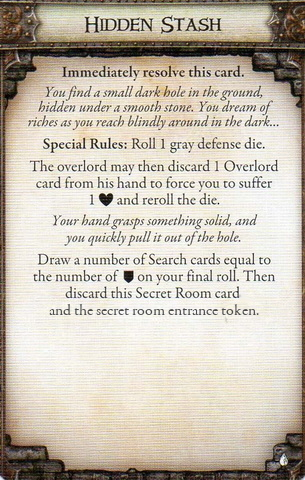 HIDDEN STASH
Immediately resolve this card.
You find a small dark hole in the ground,
hidden under a smooth stone. You dream of
riches as you reach blindly around in the dark...
Special Rules: Roll 1 gray defense die.
The overlord may then discard 1 Overlord
card from his hand to force you to suffer
1 ♥ and reroll the die.
Your hand grasps something solid, and
you quickly pull it out of the hole.
Draw a number of Search cards equal to
the number of on your final roll. Then
discard this Secret Room card
and the secret room entrance token.